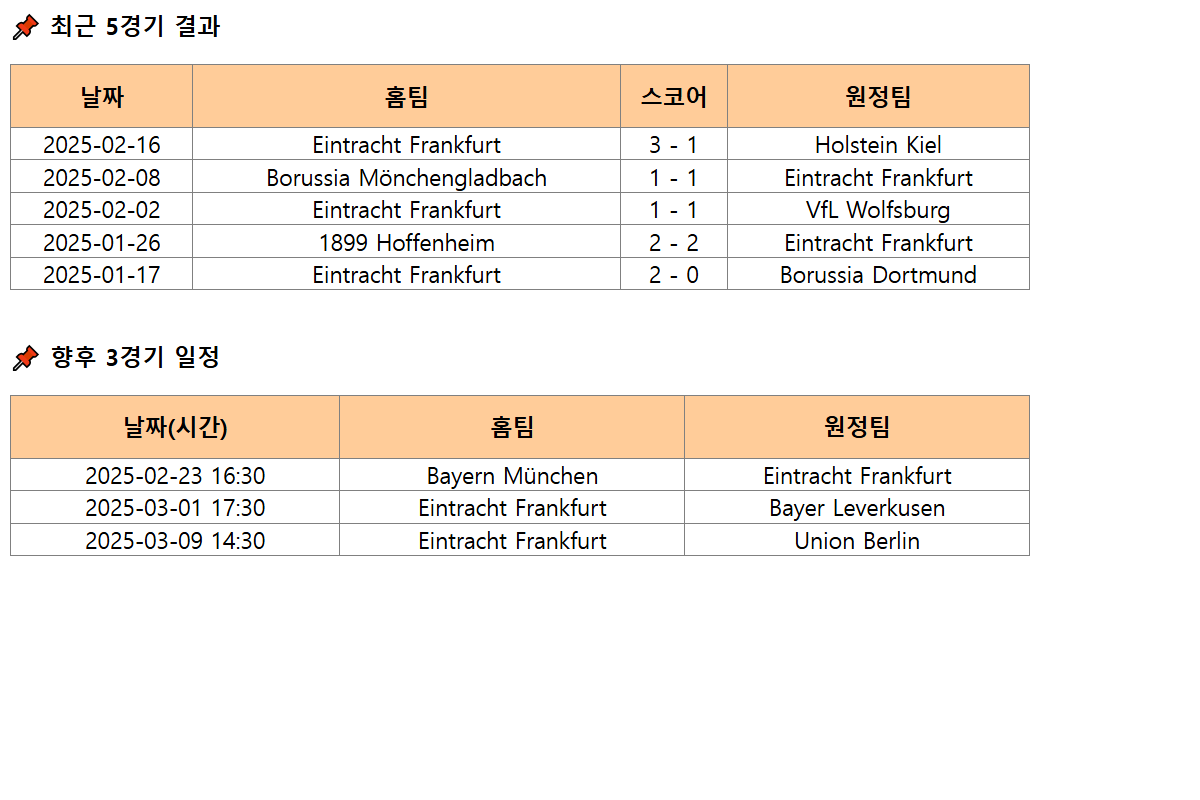 📌 최근 5경기 결과
날짜 홈팀 스코어 원정팀
2025-02-16 Eintracht Frankfurt 3 - 1 Holstein Kiel
2025-02-08 Borussia Mönchengladbach 1 - 1 Eintracht Frankfurt
2025-02-02 Eintracht Frankfurt 1 - 1 VfL Wolfsburg
2025-01-26 1899 Hoffenheim 2 - 2 Eintracht Frankfurt
2025-01-17 Eintracht Frankfurt 2 - 0 Borussia Dortmund
📌 향후 3경기 일정
날짜(시간) 홈팀 원정팀
2025-02-23 16:30 Bayern München Eintracht Frankfurt
2025-03-01 17:30 Eintracht Frankfurt Bayer Leverkusen
2025-03-09 14:30 Eintracht Frankfurt Union Berlin